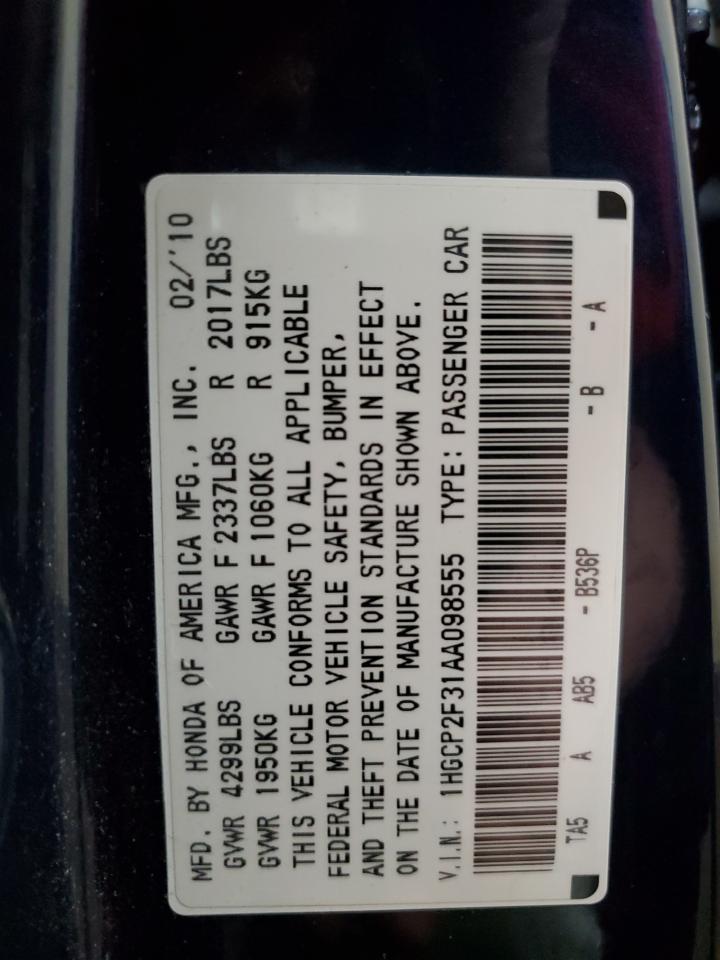 MFD. BY HONDA OF AMERICA MFG., INC. 02/'10
GVWR 4299LBS GAWR F 2337LBS R 2017LBS
GVWR 1950KG GAWR F 1060KG R 915KG
THIS VEHICLE CONFORMS TO ALL APPLICABLE
FEDERAL MOTOR VEHICLE SAFETY, BUMPER,
AND THEFT PREVENTION STANDARDS IN EFFECT
ON THE DATE OF MANUFACTURE SHOWN ABOVE.
V.I.N.: 1HGCP2F31AA098555 TYPE: PASSENGER CAR
TA5 A AB5 - B536P - B - A